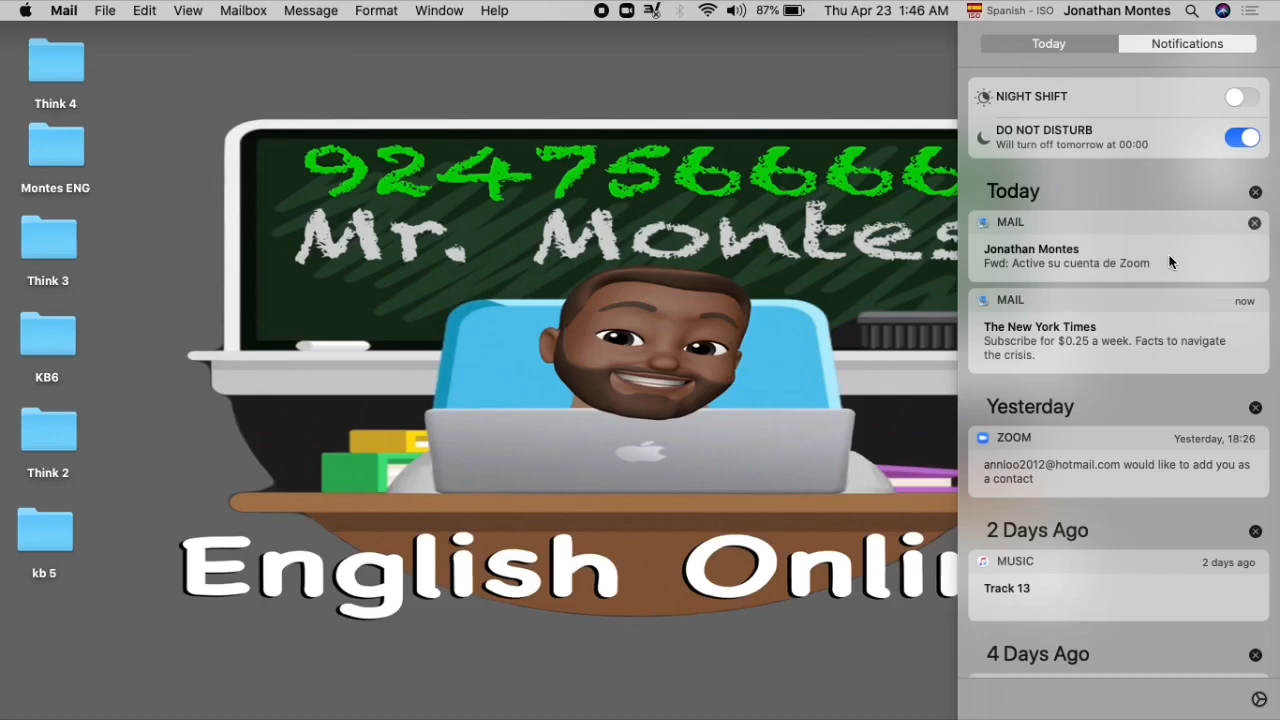 Mail File Edit View Mailbox Message Format Window Help 87% Thu Apr 23 1:46 AM Spanish - ISO Jonathan Montes
Think 4
Montes ENG
Think 3
KB6
Think 2
kb 5
924756666
Mr. Montes
English Onlin
Today Notifications
NIGHT SHIFT
DO NOT DISTURB
Will turn off tomorrow at 00:00
Today
MAIL
Jonathan Montes
Fwd: Active su cuenta de Zoom
MAIL now
The New York Times
Subscribe for $0.25 a week. Facts to navigate
the crisis.
Yesterday
ZOOM Yesterday, 18:26
annioo2012@hotmail.com would like to add you as
a contact
2 Days Ago
MUSIC 2 days ago
Track 13
4 Days Ago